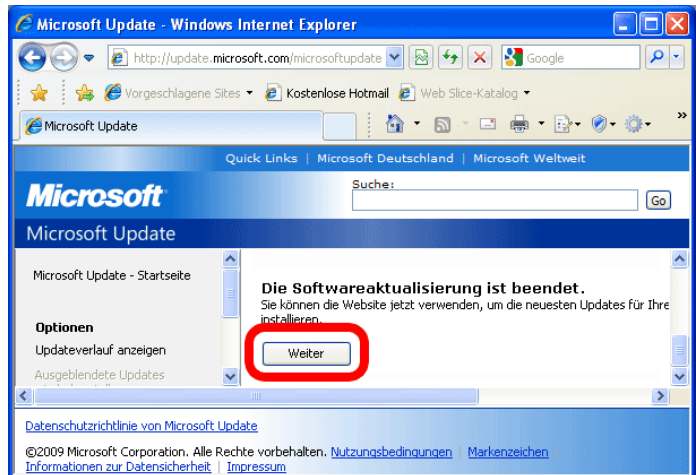 Microsoft Update - Windows Internet Explorer
http://update.microsoft.com/microsoftupdate
Google
Vorgeschlagene Sites
Kostenlose Hotmail
Web Slice-Katalog
Microsoft Update
»
Quick Links | Microsoft Deutschland | Microsoft Weltweit
Microsoft
Suche:
Go
Microsoft Update
Microsoft Update - Startseite
Optionen
Updateverlauf anzeigen
Ausgeblendete Updates
Die Softwareaktualisierung ist beendet.
Sie können die Website jetzt verwenden, um die neuesten Updates für Ihre
installieren.
Weiter
Datenschutzrichtlinie von Microsoft Update
©2009 Microsoft Corporation. Alle Rechte vorbehalten. Nutzungsbedingungen | Markenzeichen |
Informationen zur Datensicherheit | Impressum